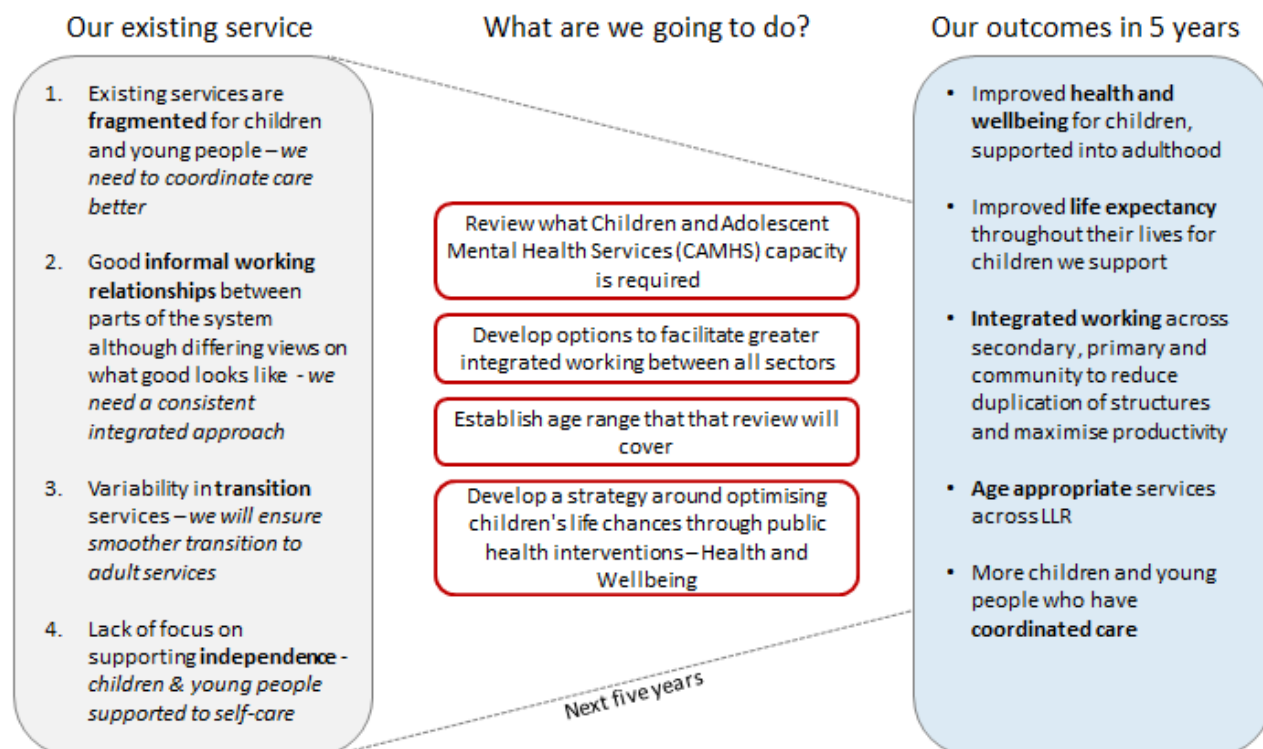 Our existing service
1. Existing services are
fragmented for children
and young people – we
need to coordinate care
better
2. Good informal working
relationships between
parts of the system
although differing views on
what good looks like - we
need a consistent
integrated approach
3. Variability in transition
services – we will ensure
smoother transition to
adult services
4. Lack of focus on
supporting independence -
children & young people
supported to self-care
What are we going to do?
Review what Children and Adolescent
Mental Health Services (CAMHS) capacity
is required
Develop options to facilitate greater
integrated working between all sectors
Establish age range that that review will
cover
Develop a strategy around optimising
children's life chances through public
health interventions – Health and
Wellbeing
Next five years
Our outcomes in 5 years
• Improved health and
wellbeing for children,
supported into adulthood
• Improved life expectancy
throughout their lives for
children we support
• Integrated working across
secondary, primary and
community to reduce
duplication of structures
and maximise productivity
• Age appropriate services
across LLR
• More children and young
people who have
coordinated care